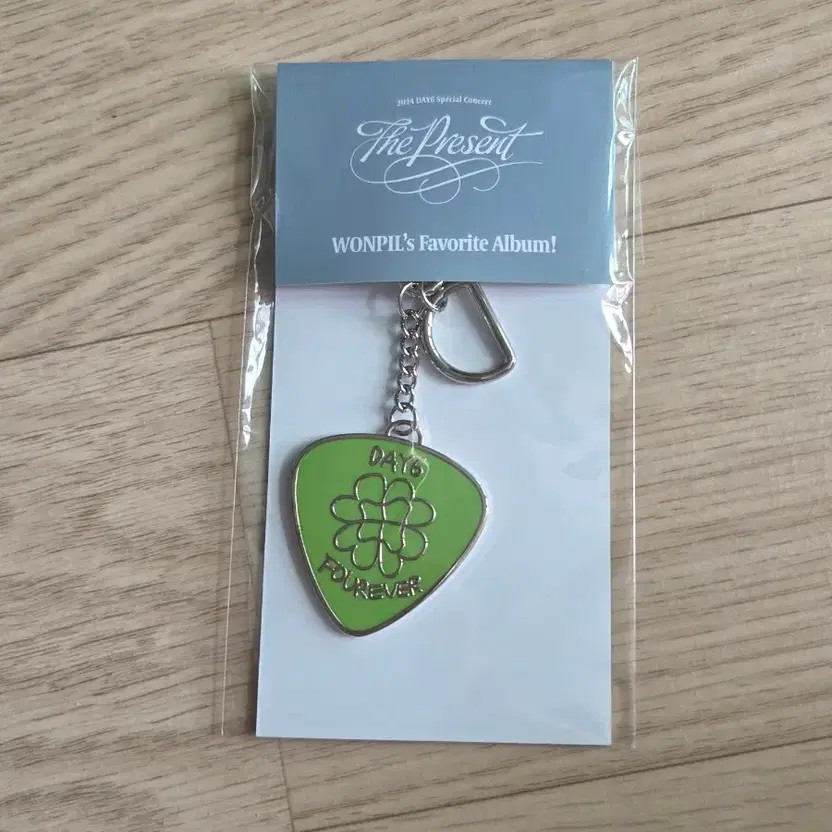 2024 DAY6 Special Concert
The Present
WONPIL's Favorite Album!
DAY6
FOUREVER